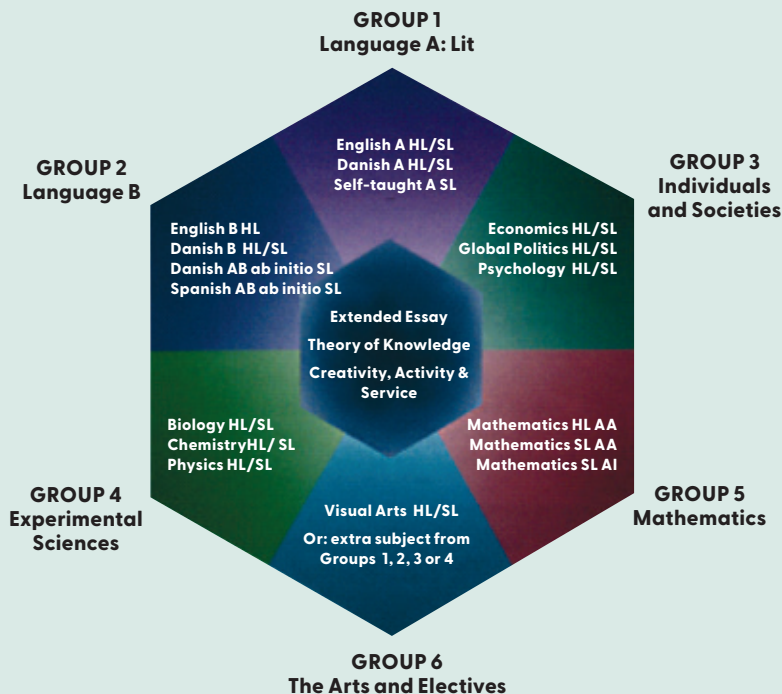 GROUP 1
Language A: Lit
English A HL/SL
Danish A HL/SL
Self-taught A SL
GROUP 2
Language B
English B HL
Danish B HL/SL
Danish AB ab initio SL
Spanish AB ab initio SL
GROUP 3
Individuals
and Societies
Economics HL/SL
Global Politics HL/SL
Psychology HL/SL
Extended Essay
Theory of Knowledge
Creativity, Activity &
Service
Biology HL/SL
ChemistryHL/ SL
Physics HL/SL
GROUP 4
Experimental
Sciences
Mathematics HL AA
Mathematics SL AA
Mathematics SL AI
GROUP 5
Mathematics
Visual Arts HL/SL
Or: extra subject from
Groups 1, 2, 3 or 4
GROUP 6
The Arts and Electives